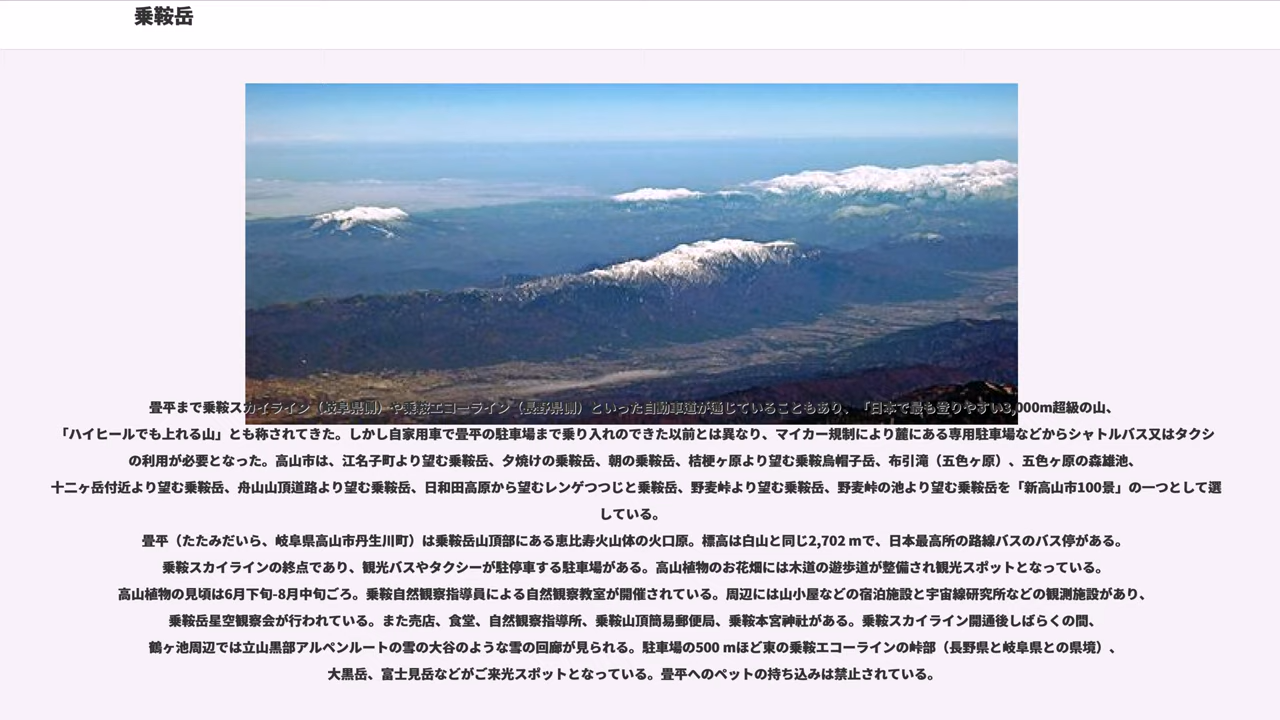 乗鞍岳
畳平まで乗鞍スカイライン（岐阜県側）や乗鞍エコーライン（長野県側）といった自動車道が通じていることもあり、「日本で最も登りやすい3,000m超級の山、
「ハイヒールでも上れる山」とも称されてきた。しかし自家用車で畳平の駐車場まで乗り入れのできた以前とは異なり、マイカー規制により麓にある専用駐車場などからシャトルバス又はタクシ
の利用が必要となった。高山市は、江名子町より望む乗鞍岳、夕焼けの乗鞍岳、朝の乗鞍岳、桔梗ヶ原より望む乗鞍烏帽子岳、布引滝（五色ヶ原）、五色ヶ原の森雄池、
十二ヶ岳付近より望む乗鞍岳、舟山山頂道路より望む乗鞍岳、日和田高原から望むレンゲつつじと乗鞍岳、野麦峠より望む乗鞍岳、野麦峠の池より望む乗鞍岳を「新高山市100景」の一つとして選
している。
畳平（たたみだいら、岐阜県高山市丹生川町）は乗鞍岳山頂部にある恵比寿火山体の火口原。標高は白山と同じ2,702 mで、日本最高所の路線バスのバス停がある。
乗鞍スカイラインの終点であり、観光バスやタクシーが駐停車する駐車場がある。高山植物のお花畑には木道の遊歩道が整備され観光スポットとなっている。
高山植物の見頃は6月下旬-8月中旬ごろ。乗鞍自然観察指導員による自然観察教室が開催されている。周辺には山小屋などの宿泊施設と宇宙線研究所などの観測施設があり、
乗鞍岳星空観察会が行われている。また売店、食堂、自然観察指導所、乗鞍山頂簡易郵便局、乗鞍本宮神社がある。乗鞍スカイライン開通後しばらくの間、
鶴ヶ池周辺では立山黒部アルペンルートの雪の大谷のような雪の回廊が見られる。駐車場の500 mほど東の乗鞍エコーラインの峠部（長野県と岐阜県との県境）、
大黒岳、富士見岳などがご来光スポットとなっている。畳平へのペットの持ち込みは禁止されている。